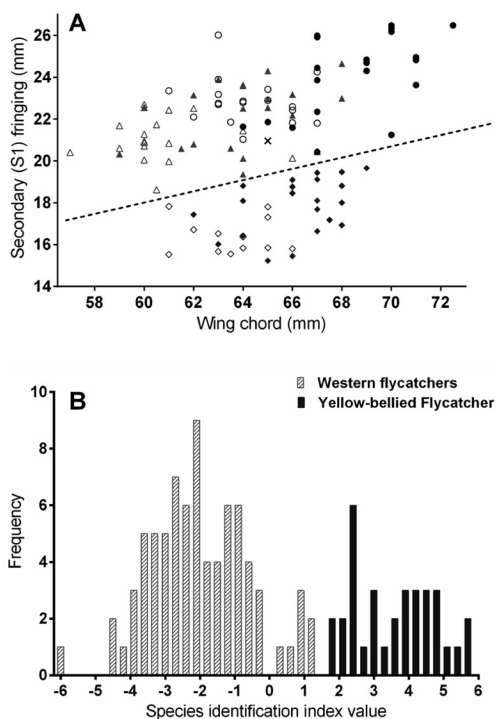 A
26
24
22
20
18
16
14
Secondary (S1) fringing (mm)
58 60 62 64 66 68 70 72
Wing chord (mm)
B
Western flycatchers
Yellow-bellied Flycatcher
10
8
6
4
2
0
Frequency
-6 -5 -4 -3 -2 -1 0 1 2 3 4 5 6
Species identification index value